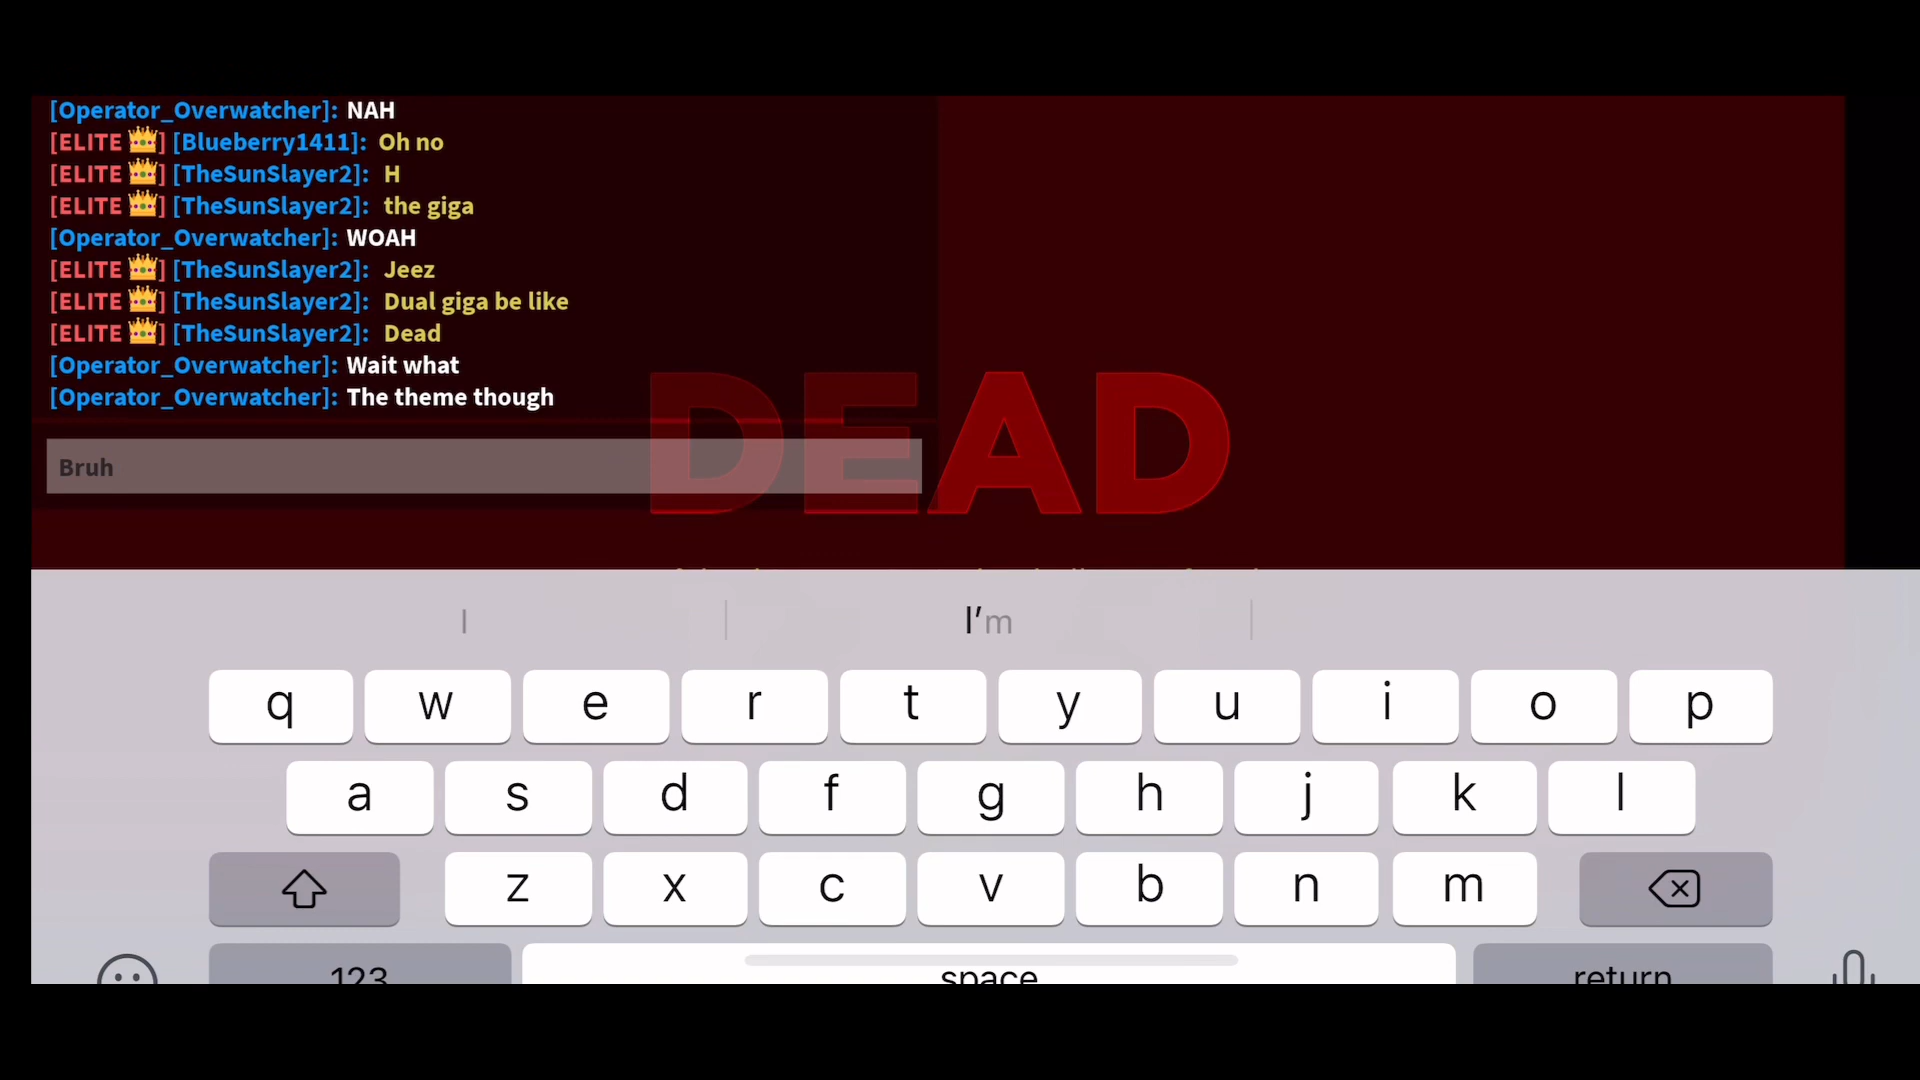 [Operator_Overwatcher]: NAH
[ELITE 👑] [Blueberry1411]: Oh no
[ELITE 👑] [TheSunSlayer2]: H
[ELITE 👑] [TheSunSlayer2]: the giga
[Operator_Overwatcher]: WOAH
[ELITE 👑] [TheSunSlayer2]: Jeez
[ELITE 👑] [TheSunSlayer2]: Dual giga be like
[ELITE 👑] [TheSunSlayer2]: Dead
[Operator_Overwatcher]: Wait what
[Operator_Overwatcher]: The theme though
DEAD
Bruh
I I'm
q w e r t y u i o p
a s d f g h j k l
z x c v b n m
123 space return